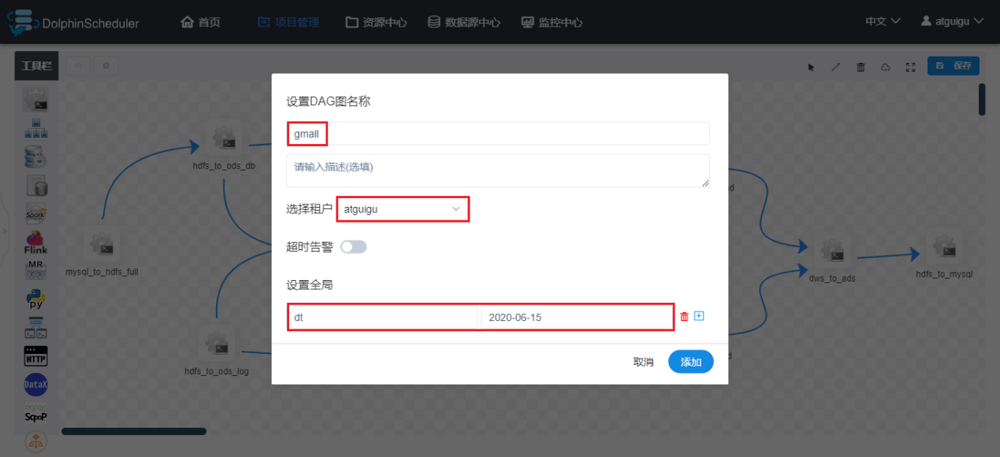 DolphinScheduler 首页 项目管理 资源中心 数据源中心 监控中心 中文 atguigu
工具栏 保存
设置DAG图名称
gmall
请输入描述(选填)
hdfs_to_ods_db
选择租户 atguigu
Spark
超时告警
Flink
MR
mysql_to_hdfs_full
dws_to_ads
hdfs_to_mysql
设置全局
py
dt 2020-06-15
HTTP
取消 添加
hdfs_to_ods_log
DataX
Sqoop